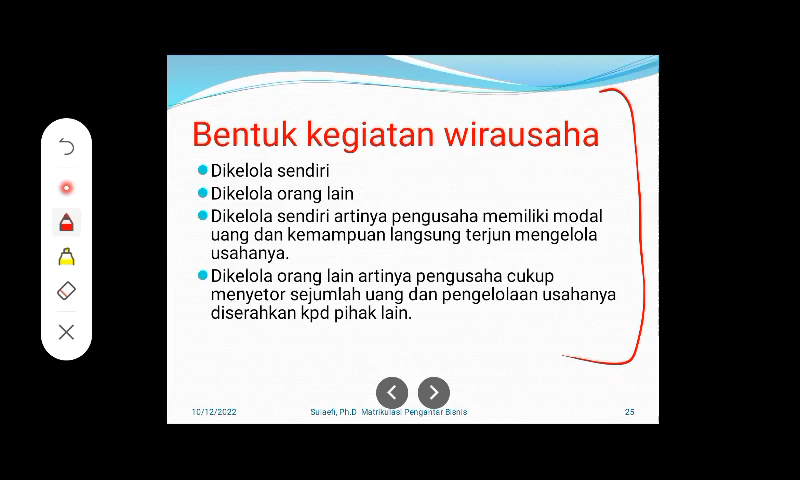 Bentuk kegiatan wirausaha
Dikelola sendiri
Dikelola orang lain
Dikelola sendiri artinya pengusaha memiliki modal
uang dan kemampuan langsung terjun mengelola
usahanya.
Dikelola orang lain artinya pengusaha cukup
menyetor sejumlah uang dan pengelolaan usahanya
diserahkan kpd pihak lain.
10/12/2022 Sulaefi, Ph.D Matrikulasi Pengantar Bisnis 25